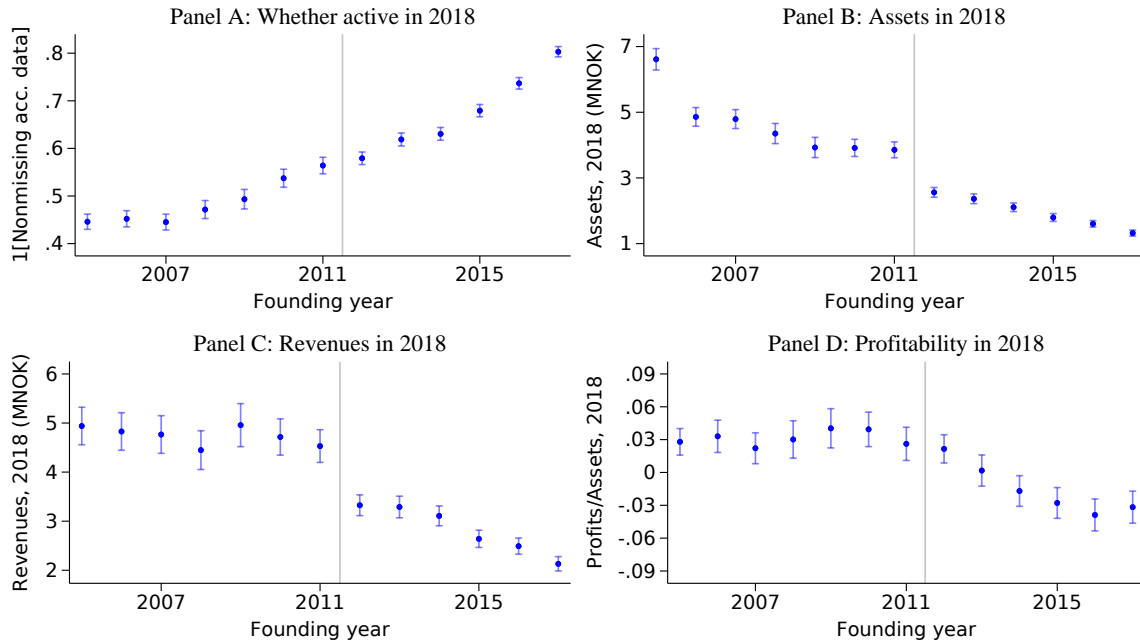 Panel A: Whether active in 2018
1[Nonmissing acc. data]
.8
.7
.6
.5
.4
2007 2011 2015
Founding year
Panel B: Assets in 2018
Assets, 2018 (MNOK)
7
5
3
1
2007 2011 2015
Founding year
Panel C: Revenues in 2018
Revenues, 2018 (MNOK)
6
5
4
3
2
2007 2011 2015
Founding year
Panel D: Profitability in 2018
Profits/Assets, 2018
.09
.06
.03
0
-.03
-.06
-.09
2007 2011 2015
Founding year